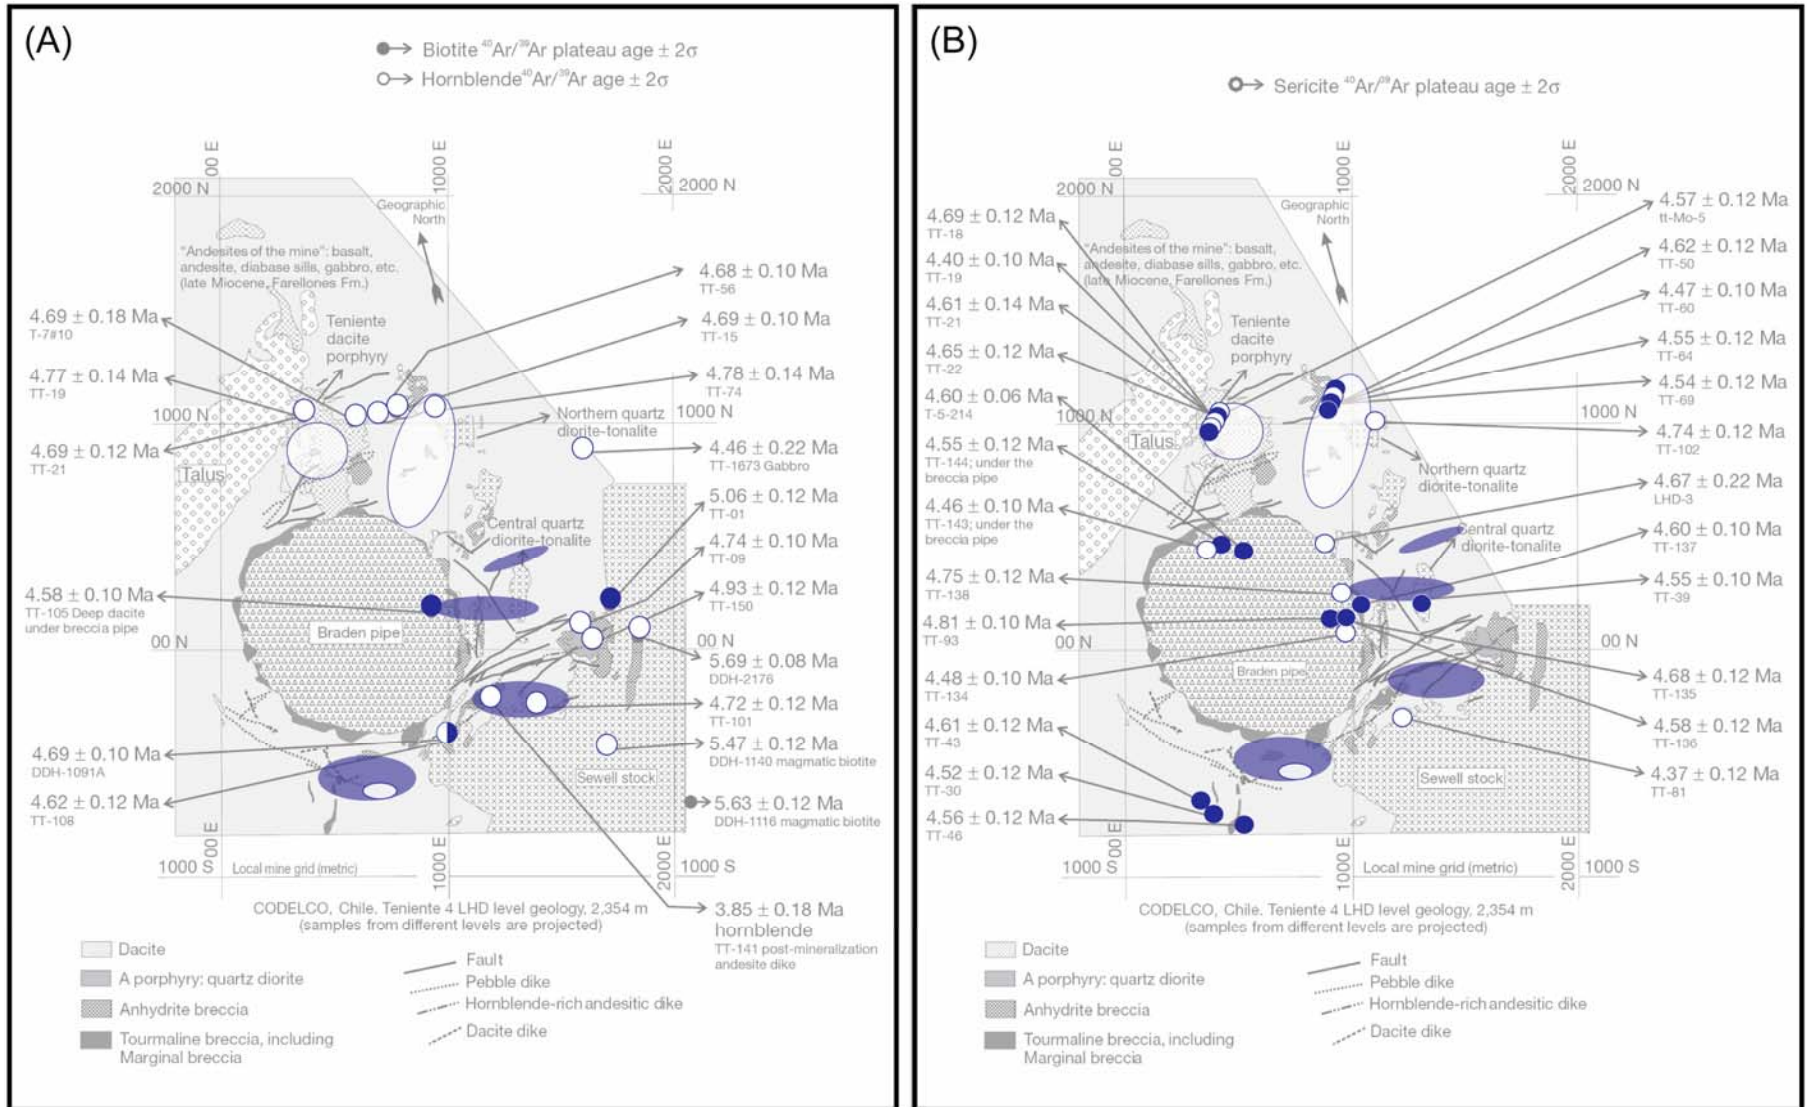 (A)
Biotite ⁴⁰Ar/³⁹Ar plateau age ± 2σ
Hornblende⁴⁰Ar/³⁹Ar age ± 2σ
00 E
1000 E
2000 E
2000 N
2000 N
Geographic
North
"Andesites of the mine": basalt,
andesite, diabase sills, gabbro, etc.
(late Miocene, Farellones Fm.)
4.68 ± 0.10 Ma
TT-56
4.69 ± 0.18 Ma
T-7#10
Teniente
dacite
porphyry
4.69 ± 0.10 Ma
TT-15
4.77 ± 0.14 Ma
TT-19
4.78 ± 0.14 Ma
TT-74
1000 N
1000 N
Northern quartz
diorite-tonalite
4.69 ± 0.12 Ma
TT-21
Talus
4.46 ± 0.22 Ma
TT-1673 Gabbro
5.06 ± 0.12 Ma
TT-01
Central quartz
diorite-tonalite
4.74 ± 0.10 Ma
TT-09
4.58 ± 0.10 Ma
TT-105 Deep dacite
under breccia pipe
4.93 ± 0.12 Ma
TT-150
Braden pipe
00 N
00 N
5.69 ± 0.08 Ma
DDH-2176
4.72 ± 0.12 Ma
TT-101
4.69 ± 0.10 Ma
DDH-1091A
5.47 ± 0.12 Ma
DDH-1140 magmatic biotite
Sewell stock
4.62 ± 0.12 Ma
TT-108
5.63 ± 0.12 Ma
DDH-1116 magmatic biotite
00 E
1000 E
2000 E
1000 S
Local mine grid (metric)
1000 S
CODELCO, Chile. Teniente 4 LHD level geology, 2,354 m
(samples from different levels are projected)
3.85 ± 0.18 Ma
hornblende
TT-141 post-mineralization
andesite dike
Dacite
A porphyry: quartz diorite
Anhydrite breccia
Tourmaline breccia, including
Marginal breccia
Fault
Pebble dike
Hornblende-rich andesitic dike
Dacite dike
(B)
Sericite ⁴⁰Ar/³⁹Ar plateau age ± 2σ
00 E
1000 E
2000 E
2000 N
2000 N
Geographic
North
"Andesites of the mine": basalt,
andesite, diabase sills, gabbro, etc.
(late Miocene, Farellones Fm.)
4.69 ± 0.12 Ma
TT-18
4.40 ± 0.10 Ma
TT-19
4.61 ± 0.14 Ma
TT-21
4.65 ± 0.12 Ma
TT-22
4.60 ± 0.06 Ma
T-5-214
4.55 ± 0.12 Ma
TT-144; under the
breccia pipe
4.46 ± 0.10 Ma
TT-143; under the
breccia pipe
4.75 ± 0.12 Ma
TT-138
4.81 ± 0.10 Ma
TT-93
4.48 ± 0.10 Ma
TT-134
4.61 ± 0.12 Ma
TT-43
4.52 ± 0.12 Ma
TT-30
4.56 ± 0.12 Ma
TT-46
Teniente
dacite
porphyry
1000 N
1000 N
Talus
Northern quartz
diorite-tonalite
Central quartz
diorite-tonalite
00 N
00 N
Braden pipe
Sewell stock
4.57 ± 0.12 Ma
tt-Mo-5
4.62 ± 0.12 Ma
TT-50
4.47 ± 0.10 Ma
TT-60
4.55 ± 0.12 Ma
TT-64
4.54 ± 0.12 Ma
TT-69
4.74 ± 0.12 Ma
TT-102
4.67 ± 0.22 Ma
LHD-3
4.60 ± 0.10 Ma
TT-137
4.55 ± 0.10 Ma
TT-39
4.68 ± 0.12 Ma
TT-135
4.58 ± 0.12 Ma
TT-136
4.37 ± 0.12 Ma
TT-81
00 E
1000 E
2000 E
1000 S
Local mine grid (metric)
1000 S
CODELCO, Chile. Teniente 4 LHD level geology, 2,354 m
(samples from different levels are projected)
Dacite
A porphyry: quartz diorite
Anhydrite breccia
Tourmaline breccia, including
Marginal breccia
Fault
Pebble dike
Hornblende-rich andesitic dike
Dacite dike